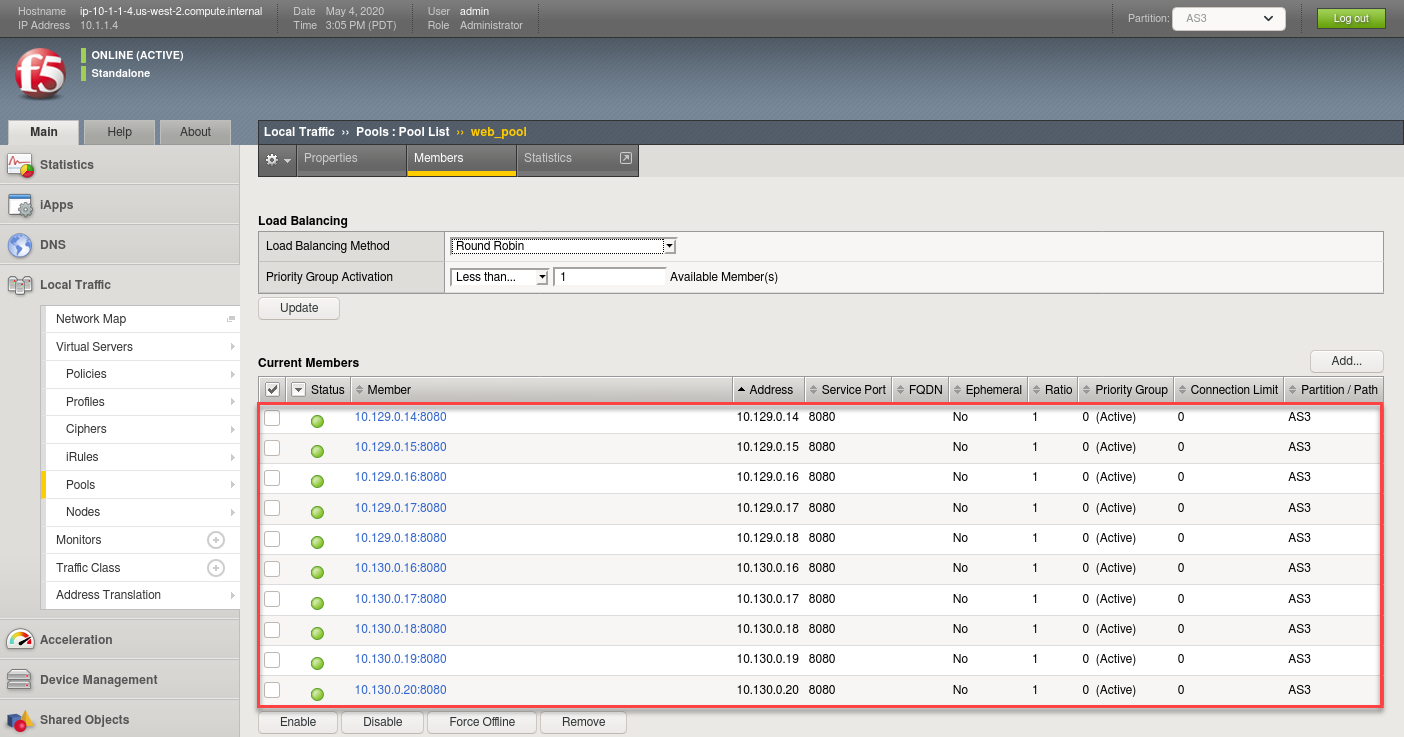 Hostname ip-10-1-1-4.us-west-2.compute.internal Date May 4, 2020 User admin
IP Address 10.1.1.4 Time 3:05 PM (PDT) Role Administrator
Partition: AS3 Log out
f5
ONLINE (ACTIVE)
Standalone
Main Help About
Local Traffic ›› Pools : Pool List ›› web_pool
Properties Members Statistics
Statistics
iApps
DNS
Local Traffic
Network Map
Virtual Servers
Policies
Profiles
Ciphers
iRules
Pools
Nodes
Monitors
Traffic Class
Address Translation
Acceleration
Device Management
Shared Objects
Load Balancing
Load Balancing Method Round Robin
Priority Group Activation Less than... 1 Available Member(s)
Update
Current Members Add...
Status Member Address Service Port FQDN Ephemeral Ratio Priority Group Connection Limit Partition / Path
10.129.0.14:8080 10.129.0.14 8080 No 1 0 (Active) 0 AS3
10.129.0.15:8080 10.129.0.15 8080 No 1 0 (Active) 0 AS3
10.129.0.16:8080 10.129.0.16 8080 No 1 0 (Active) 0 AS3
10.129.0.17:8080 10.129.0.17 8080 No 1 0 (Active) 0 AS3
10.129.0.18:8080 10.129.0.18 8080 No 1 0 (Active) 0 AS3
10.130.0.16:8080 10.130.0.16 8080 No 1 0 (Active) 0 AS3
10.130.0.17:8080 10.130.0.17 8080 No 1 0 (Active) 0 AS3
10.130.0.18:8080 10.130.0.18 8080 No 1 0 (Active) 0 AS3
10.130.0.19:8080 10.130.0.19 8080 No 1 0 (Active) 0 AS3
10.130.0.20:8080 10.130.0.20 8080 No 1 0 (Active) 0 AS3
Enable Disable Force Offline Remove